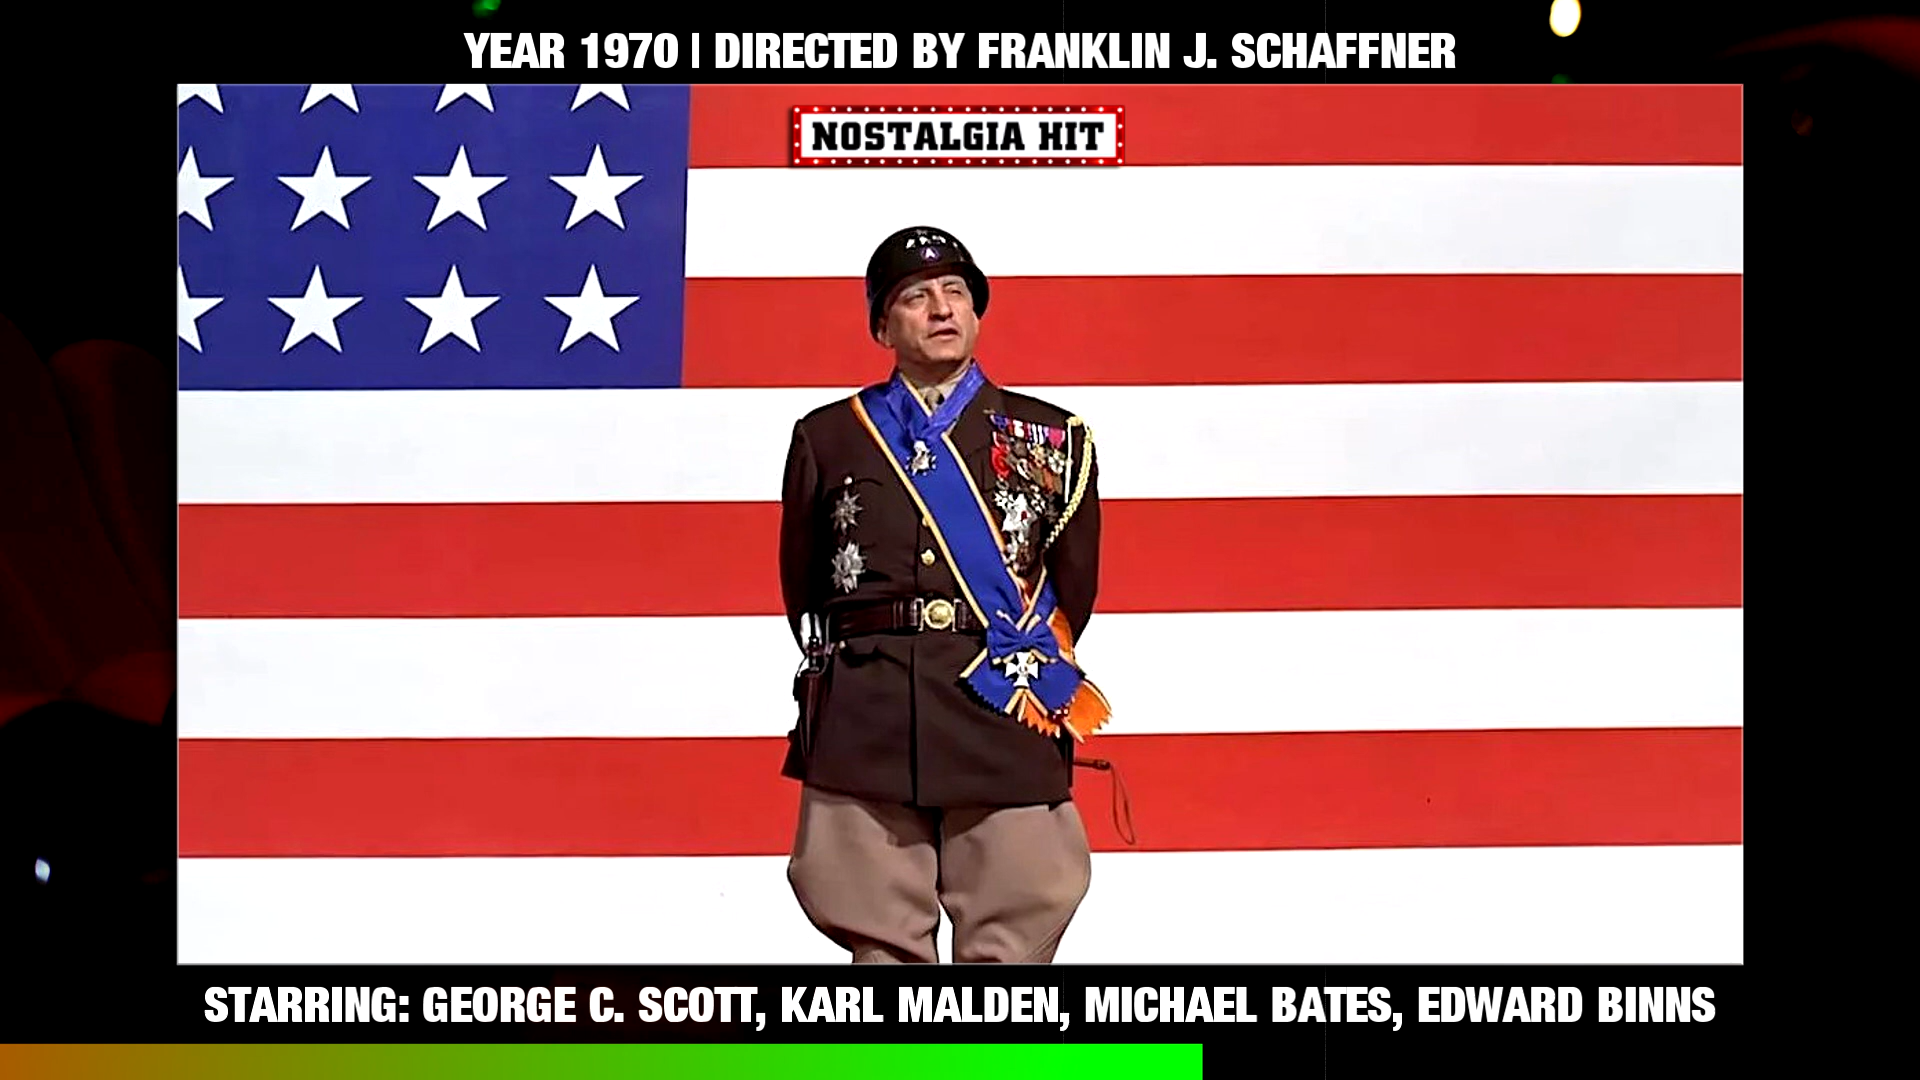 YEAR 1970 | DIRECTED BY FRANKLIN J. SCHAFFNER
NOSTALGIA HIT
STARRING: GEORGE C. SCOTT, KARL MALDEN, MICHAEL BATES, EDWARD BINNS